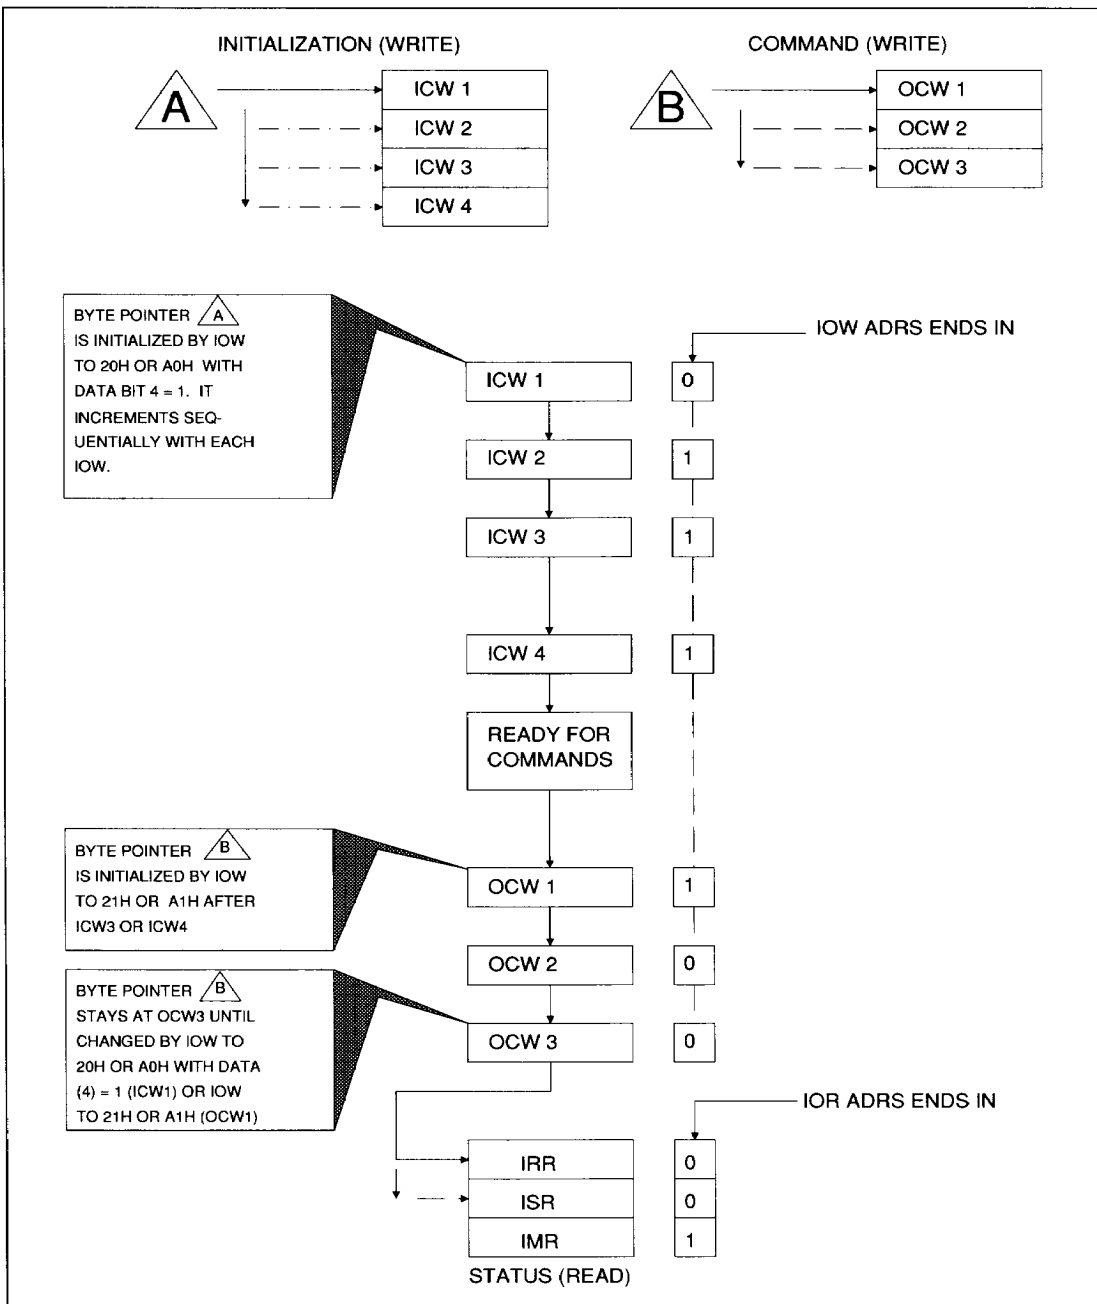 INITIALIZATION (WRITE)
COMMAND (WRITE)
A
ICW 1
ICW 2
ICW 3
ICW 4
B
OCW 1
OCW 2
OCW 3
BYTE POINTER A
IS INITIALIZED BY IOW
TO 20H OR A0H WITH
DATA BIT 4 = 1. IT
INCREMENTS SEQ-
UENTIALLY WITH EACH
IOW.
IOW ADRS ENDS IN
ICW 1 0
ICW 2 1
ICW 3 1
ICW 4 1
READY FOR
COMMANDS
BYTE POINTER B
IS INITIALIZED BY IOW
TO 21H OR A1H AFTER
ICW3 OR ICW4
OCW 1 1
OCW 2 0
BYTE POINTER B
STAYS AT OCW3 UNTIL
CHANGED BY IOW TO
20H OR A0H WITH DATA
(4) = 1 (ICW1) OR IOW
TO 21H OR A1H (OCW1)
OCW 3 0
IOR ADRS ENDS IN
IRR 0
ISR 0
IMR 1
STATUS (READ)